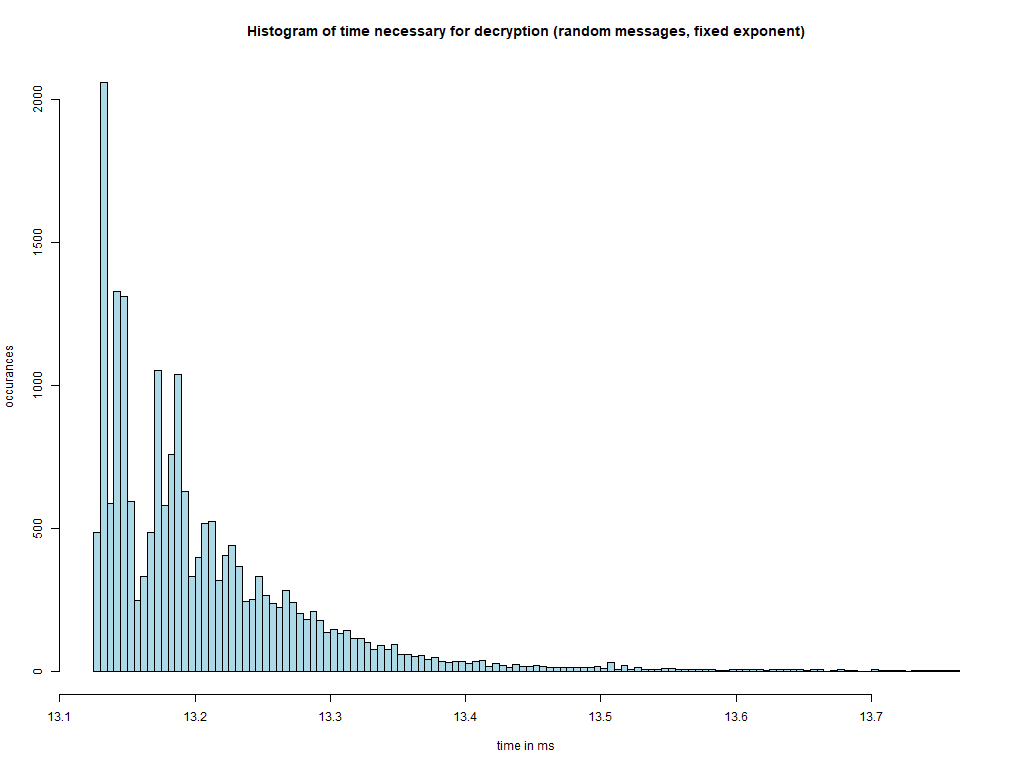 Histogram of time necessary for decryption (random messages, fixed exponent)
2000
1500
1000
500
0
occurances
13.1 13.2 13.3 13.4 13.5 13.6 13.7
time in ms